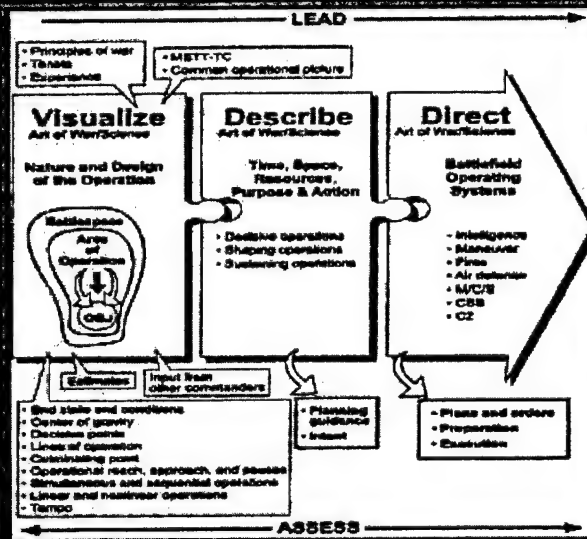 LEAD
• Principles of war
• Tenets
• Experience
• METT-TC
• Common operational picture
Visualize
Art of War/Science
Nature and Design
of the Operation
Battlespace
Area
of
Operation
OBJ
Describe
Art of War/Science
Time, Space,
Resources,
Purpose & Action
• Decisive operations
• Shaping operations
• Sustaining operations
Direct
Art of War/Science
Battlefield
Operating
Systems
• Intelligence
• Maneuver
• Fires
• Air defense
• M/C/S
• CSS
• C2
Estimates
Input from
other commanders
• End state and conditions
• Center of gravity
• Decisive points
• Lines of operation
• Culminating point
• Operational reach, approach, and pauses
• Simultaneous and sequential operations
• Linear and nonlinear operations
• Tempo
• Planning
guidance
• Intent
• Plans and orders
• Preparation
• Execution
ASSESS